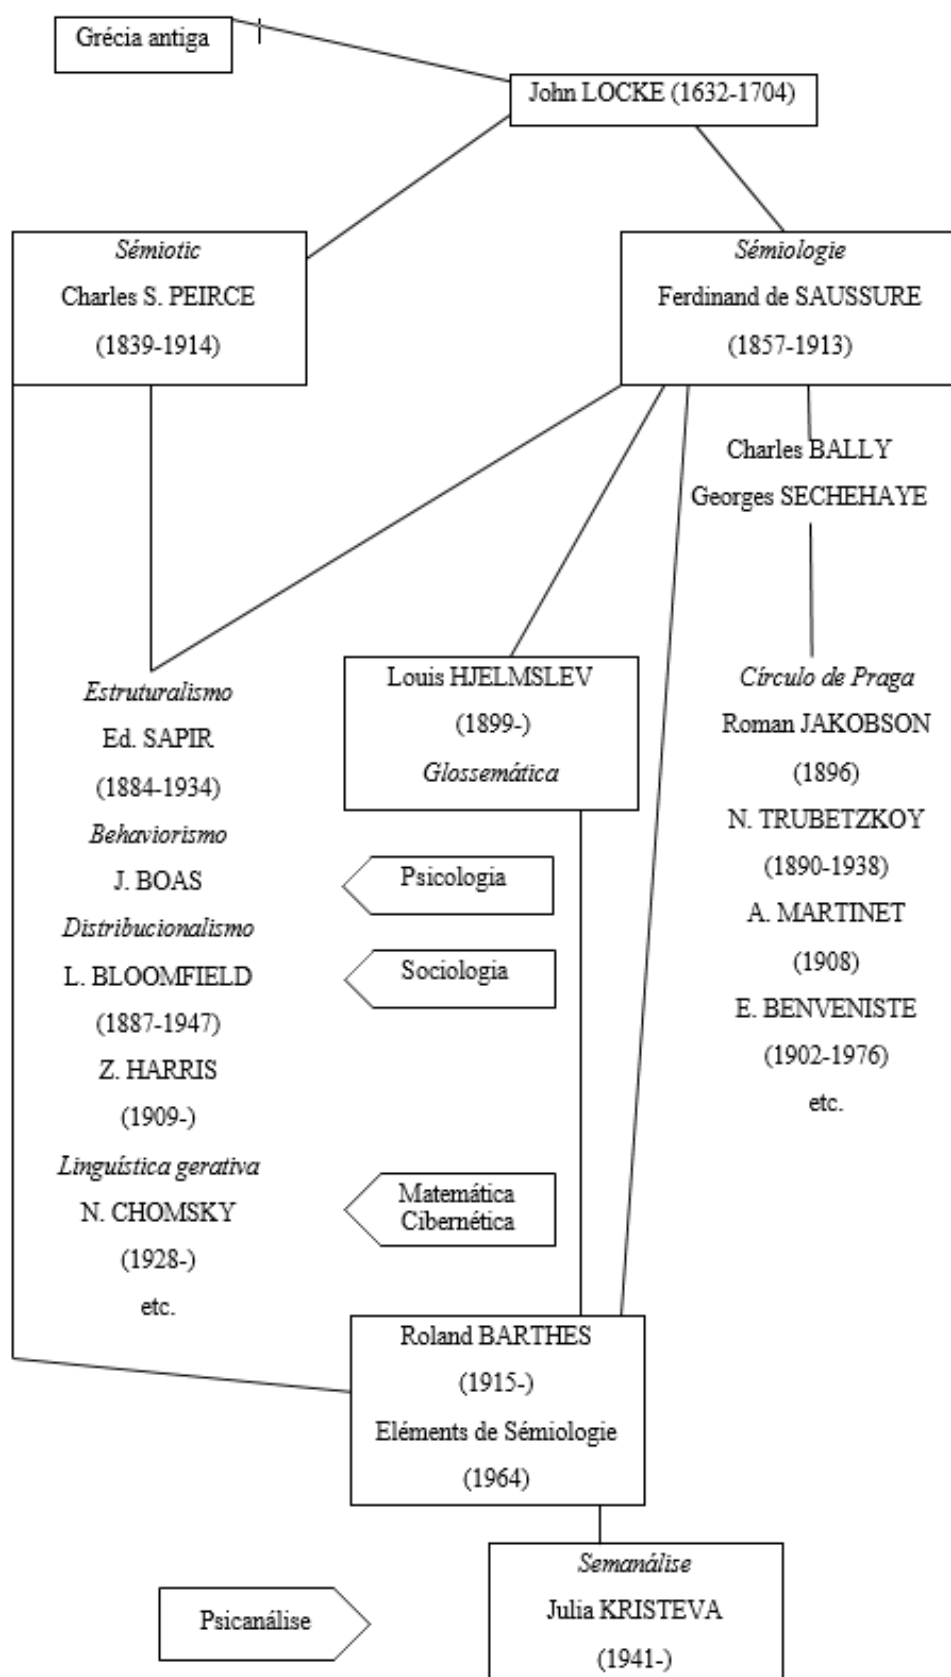 Grécia antiga
John LOCKE (1632-1704)
Sémiotic
Charles S. PEIRCE
(1839-1914)
Sémiologie
Ferdinand de SAUSSURE
(1857-1913)
Charles BALLY
Georges SECHEHAYE
Estruturalismo
Ed. SAPIR
(1884-1934)
Behaviorismo
J. BOAS
Distribucionalismo
L. BLOOMFIELD
(1887-1947)
Z. HARRIS
(1909-)
Linguística gerativa
N. CHOMSKY
(1928-)
etc.
Louis HJELMSLEV
(1899-)
Glossemática
Psicologia
Sociologia
Matemática
Cibernética
Círculo de Praga
Roman JAKOBSON
(1896)
N. TRUBETZKOY
(1890-1938)
A. MARTINET
(1908)
E. BENVENISTE
(1902-1976)
etc.
Roland BARTHES
(1915-)
Eléments de Sémiologie
(1964)
Psicanálise
Semanálise
Julia KRISTEVA
(1941-)